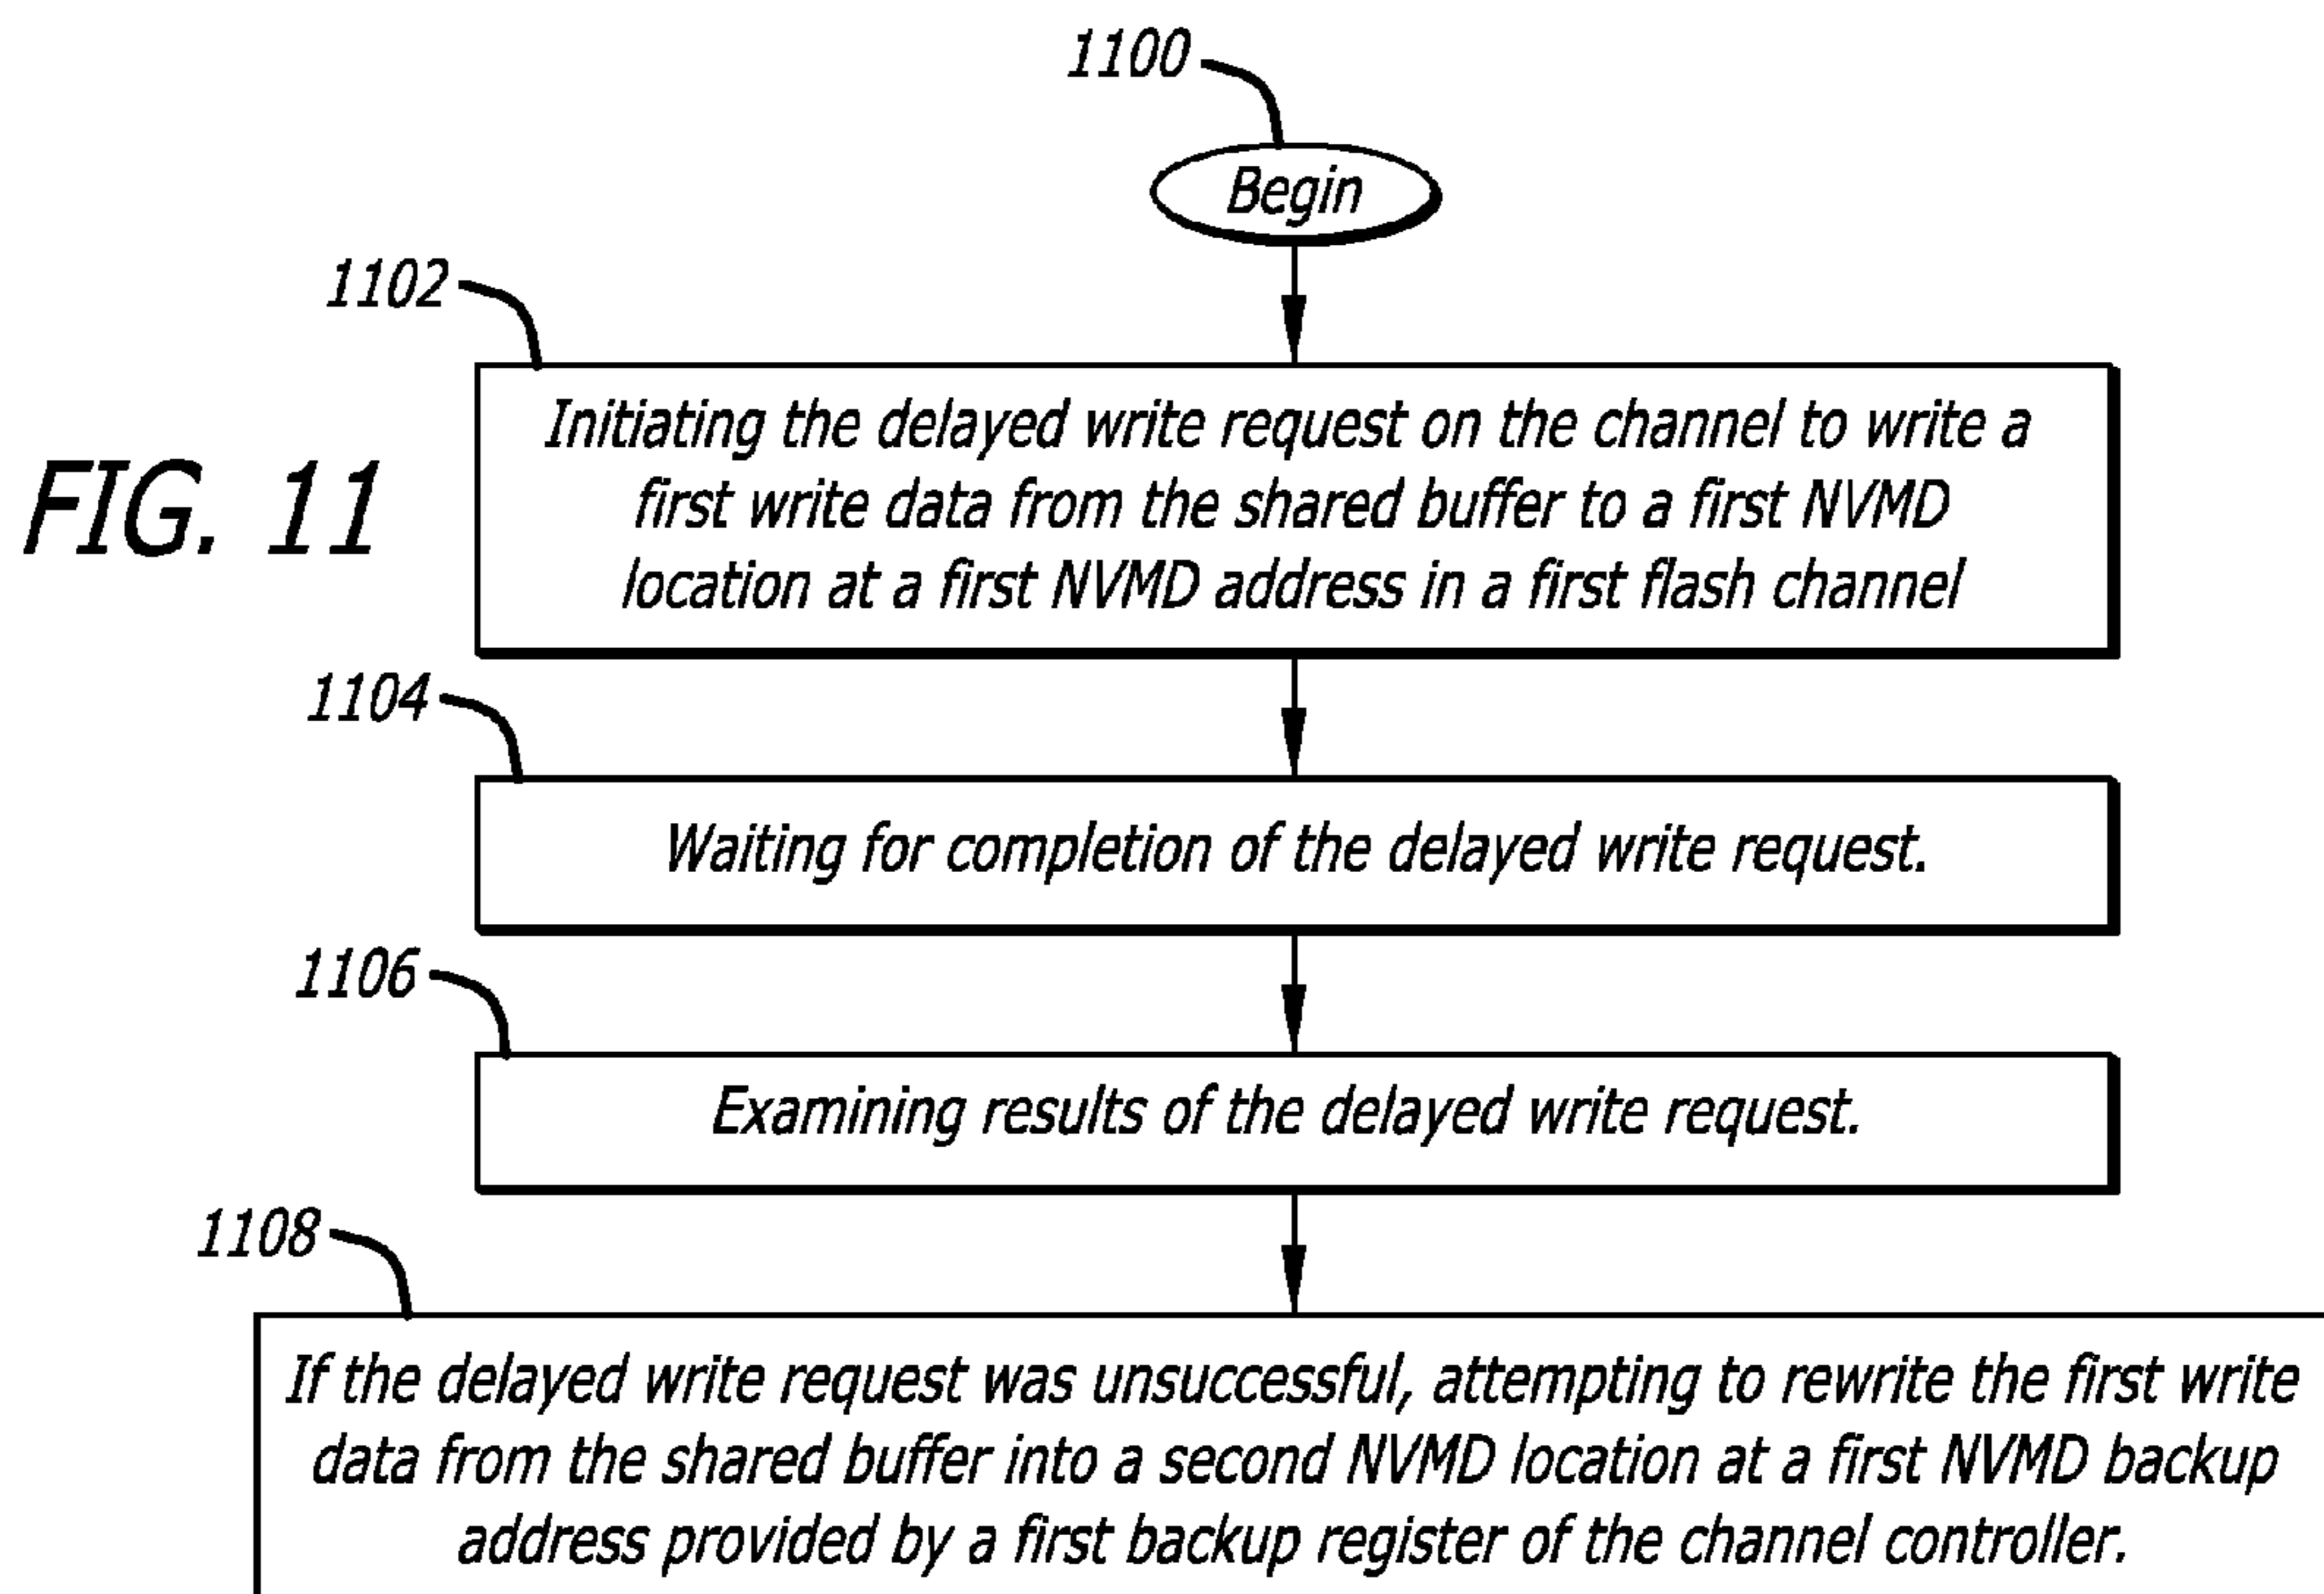 1100
Begin
1102
Initiating the delayed write request on the channel to write a
first write data from the shared buffer to a first NVMD
location at a first NVMD address in a first flash channel
FIG. 11
1104
Waiting for completion of the delayed write request.
1106
Examining results of the delayed write request.
1108
If the delayed write request was unsuccessful, attempting to rewrite the first write
data from the shared buffer into a second NVMD location at a first NVMD backup
address provided by a first backup register of the channel controller.